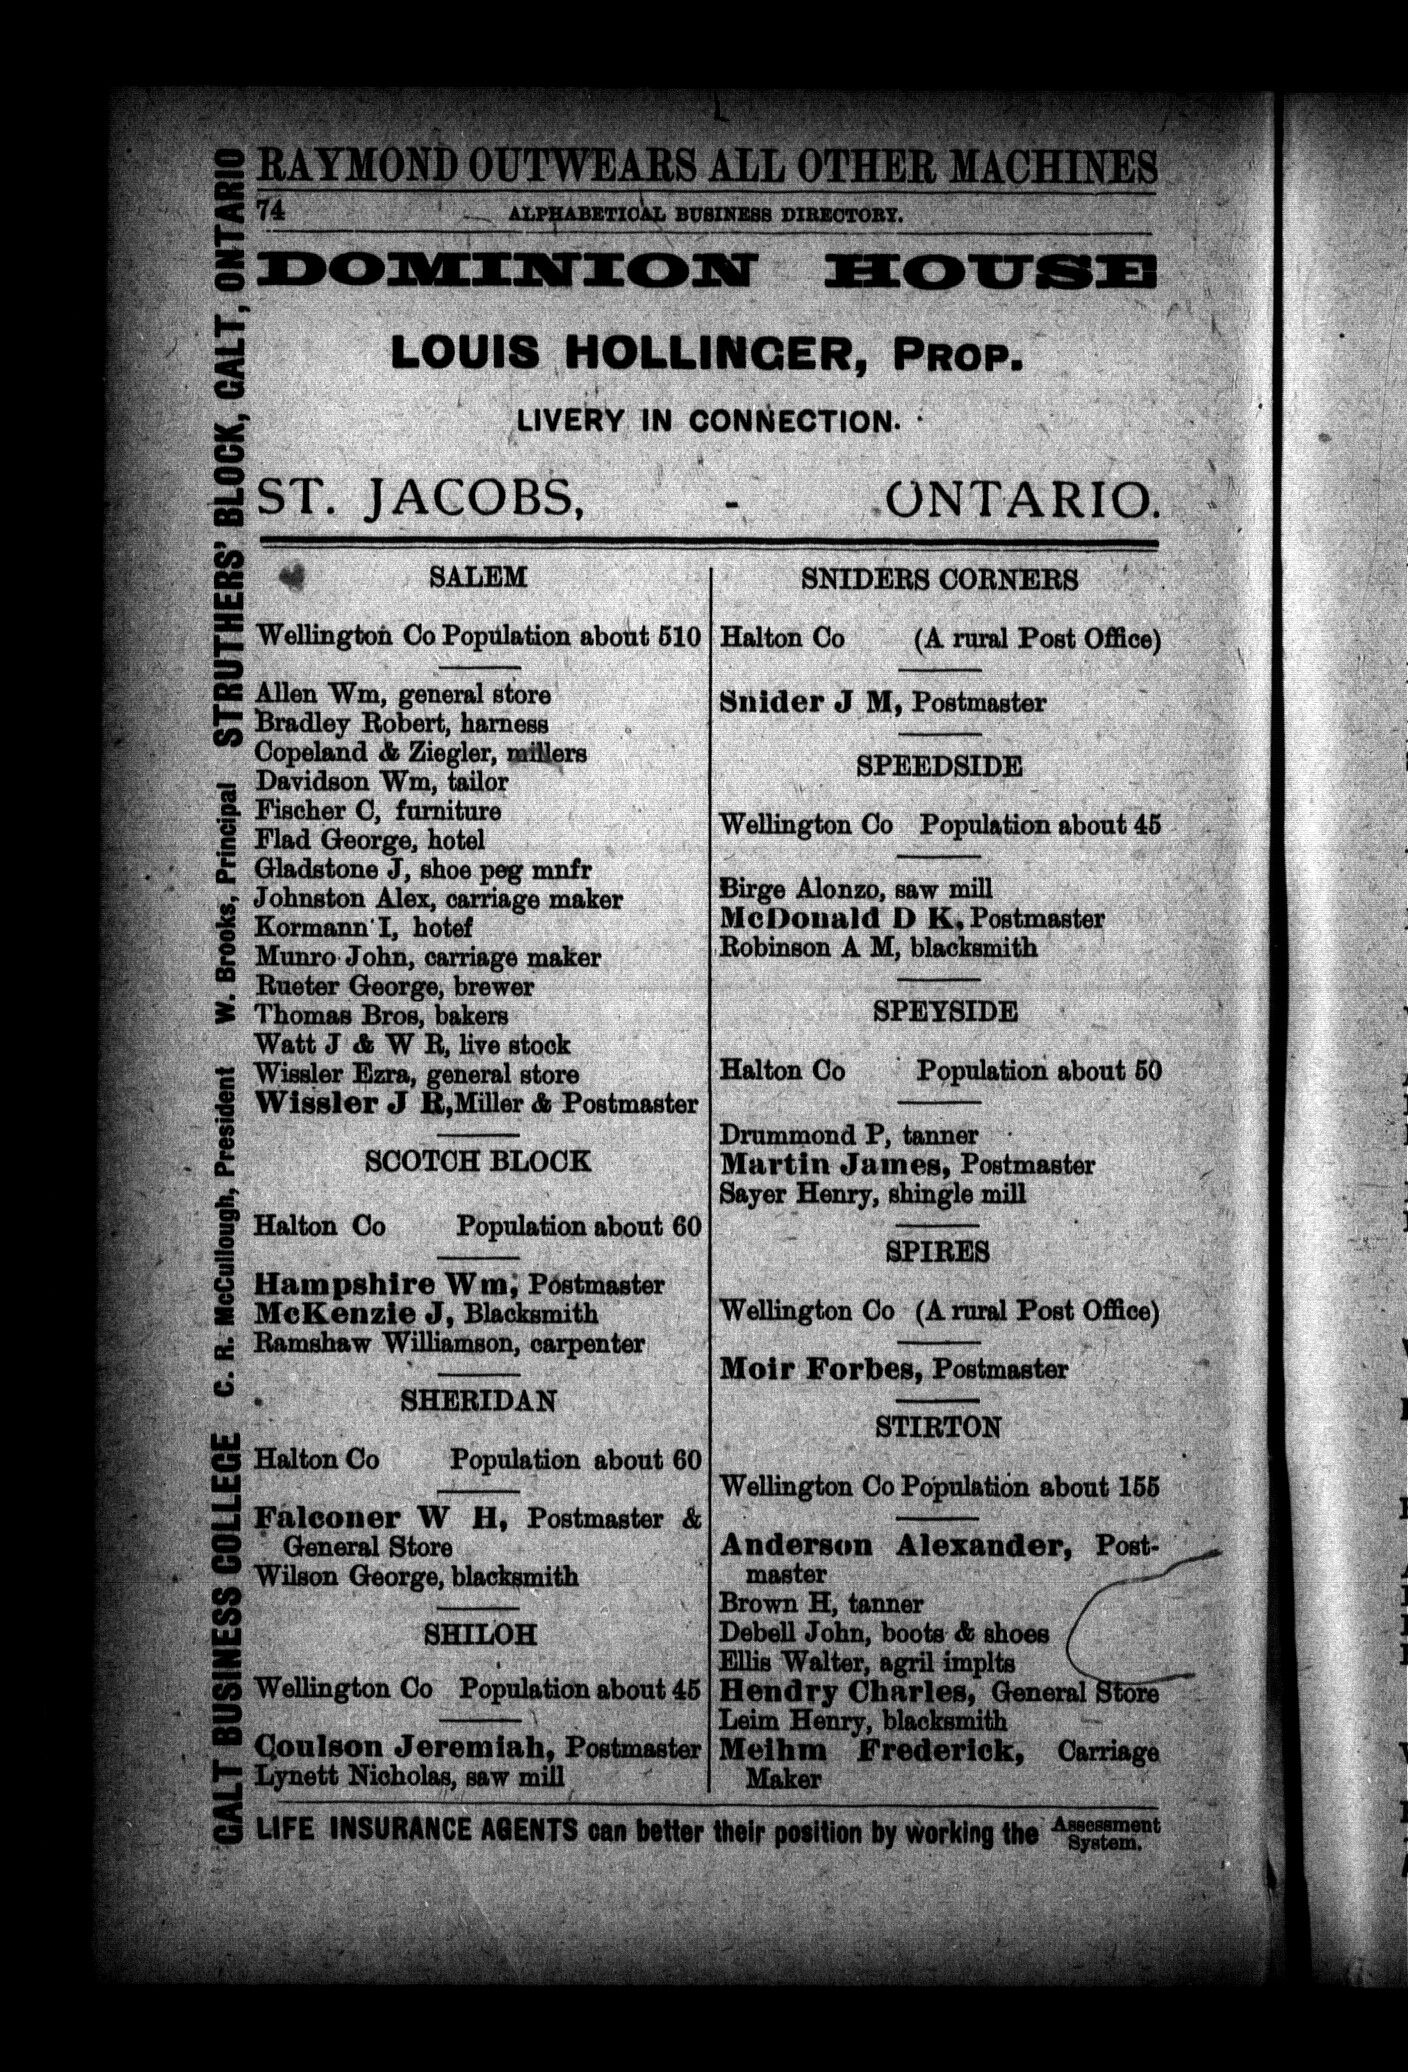 RAYMOND OUTWEARS ALL OTHER MACHINES
74 ALPHABETICAL BUSINESS DIRECTORY.
DOMINION HOUSE
LOUIS HOLLINGER, PROP.
LIVERY IN CONNECTION.
ST. JACOBS, - ONTARIO.
SALEM
Wellington Co Population about 510
Allen Wm, general store
Bradley Robert, harness
Copeland & Ziegler, millers
Davidson Wm, tailor
Fischer C, furniture
Flad George, hotel
Gladstone J, shoe peg mnfr
Johnston Alex, carriage maker
Kormann I, hotel
Munro John, carriage maker
Rueter George, brewer
Thomas Bros, bakers
Watt J & W R, live stock
Wissler Ezra, general store
Wissler J R, Miller & Postmaster
SCOTCH BLOCK
Halton Co Population about 60
Hampshire Wm, Postmaster
McKenzie J, Blacksmith
Ramshaw Williamson, carpenter
SHERIDAN
Halton Co Population about 60
Falconer W H, Postmaster &
General Store
Wilson George, blacksmith
SHILOH
Wellington Co Population about 45
Coulson Jeremiah, Postmaster
Lynett Nicholas, saw mill
SNIDERS CORNERS
Halton Co (A rural Post Office)
Snider J M, Postmaster
SPEEDSIDE
Wellington Co Population about 45
Birge Alonzo, saw mill
McDonald D K, Postmaster
Robinson A M, blacksmith
SPEYSIDE
Halton Co Population about 50
Drummond P, tanner
Martin James, Postmaster
Sayer Henry, shingle mill
SPIRES
Wellington Co (A rural Post Office)
Moir Forbes, Postmaster
STIRTON
Wellington Co Population about 155
Anderson Alexander, Post-
master
Brown H, tanner
Debell John, boots & shoes
Ellis Walter, agril implts
Hendry Charles, General Store
Leim Henry, blacksmith
Meihm Frederick, Carriage
Maker
LIFE INSURANCE AGENTS can better their position by working the Assessment System.
GALT BUSINESS COLLEGE C. R. McCullough, President W. Brooks, Principal STRUTHERS' BLOCK, GALT, ONTARIO